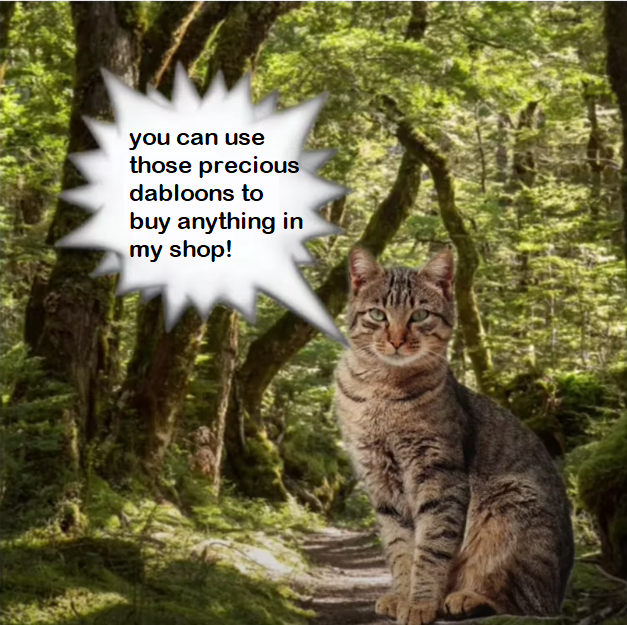 you can use
those precious
dabloons to
buy anything in
my shop!